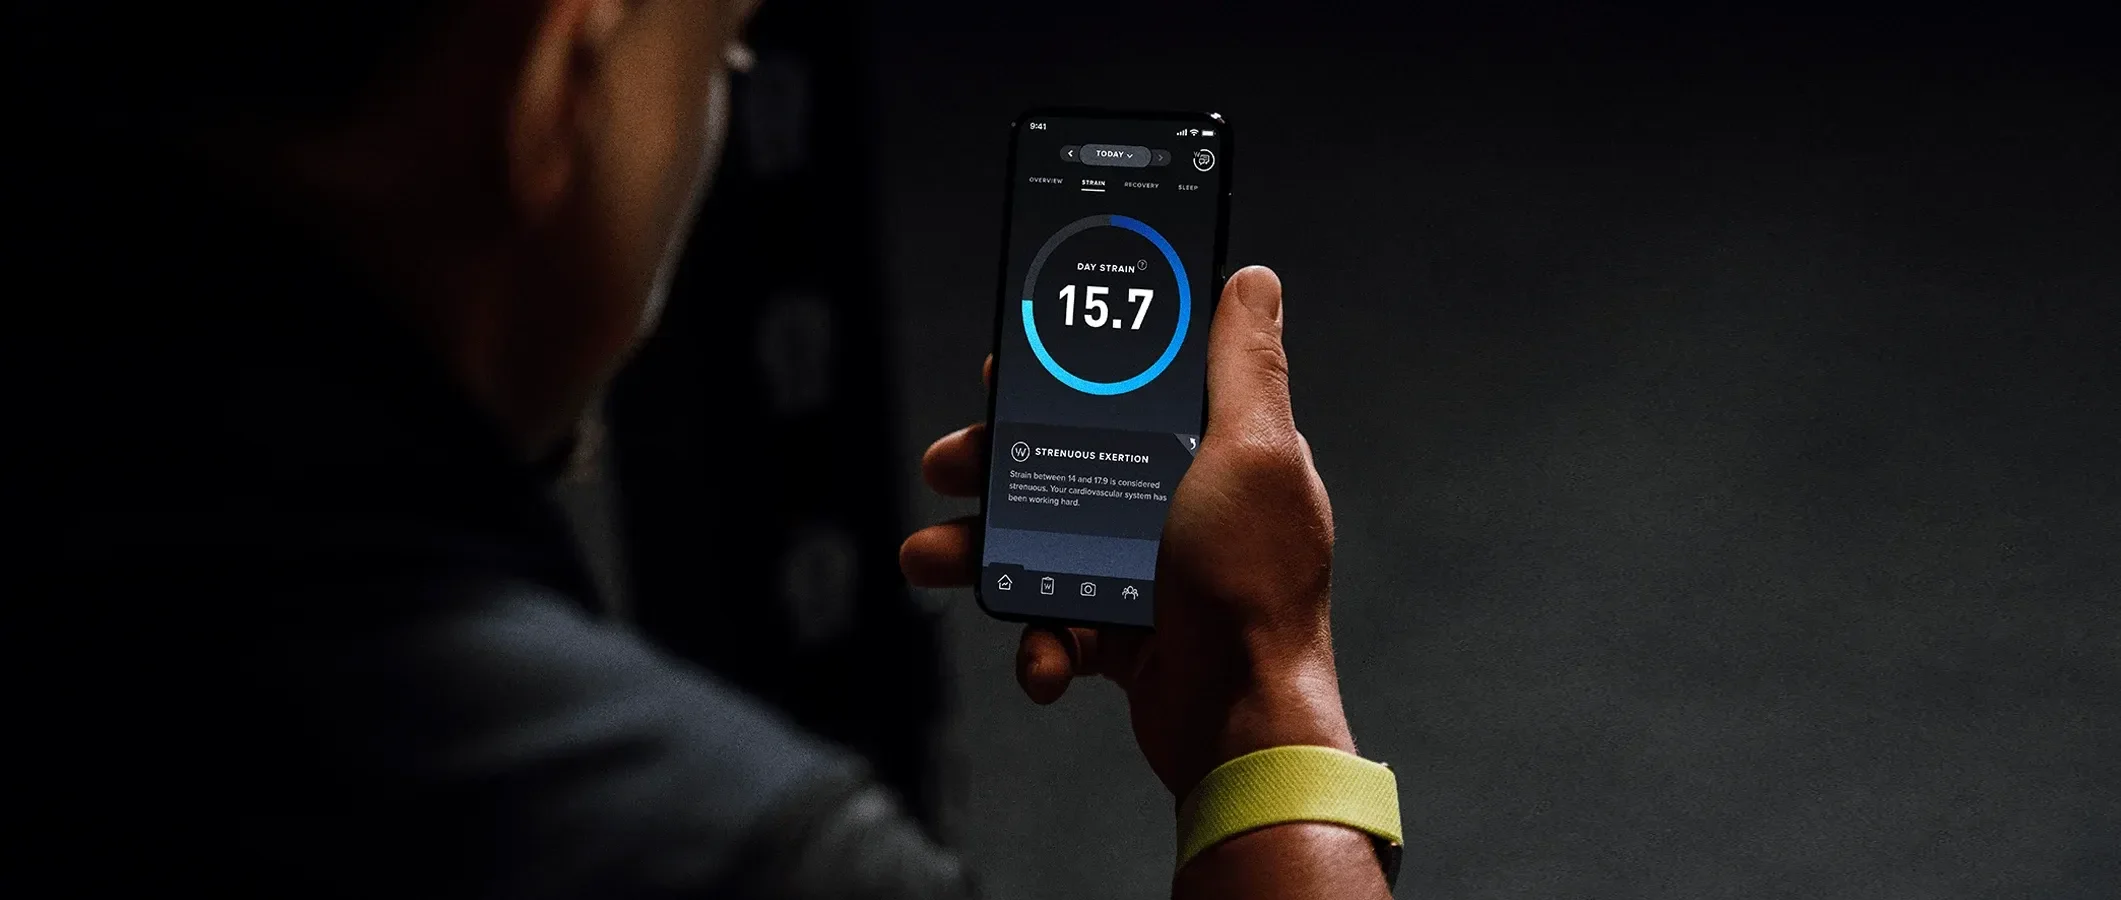 9:41
TODAY
OVERVIEW STRAIN RECOVERY SLEEP
DAY STRAIN ?
15.7
W STRENUOUS EXERTION
Strain between 14 and 17.9 is considered
strenuous. Your cardiovascular system has
been working hard.